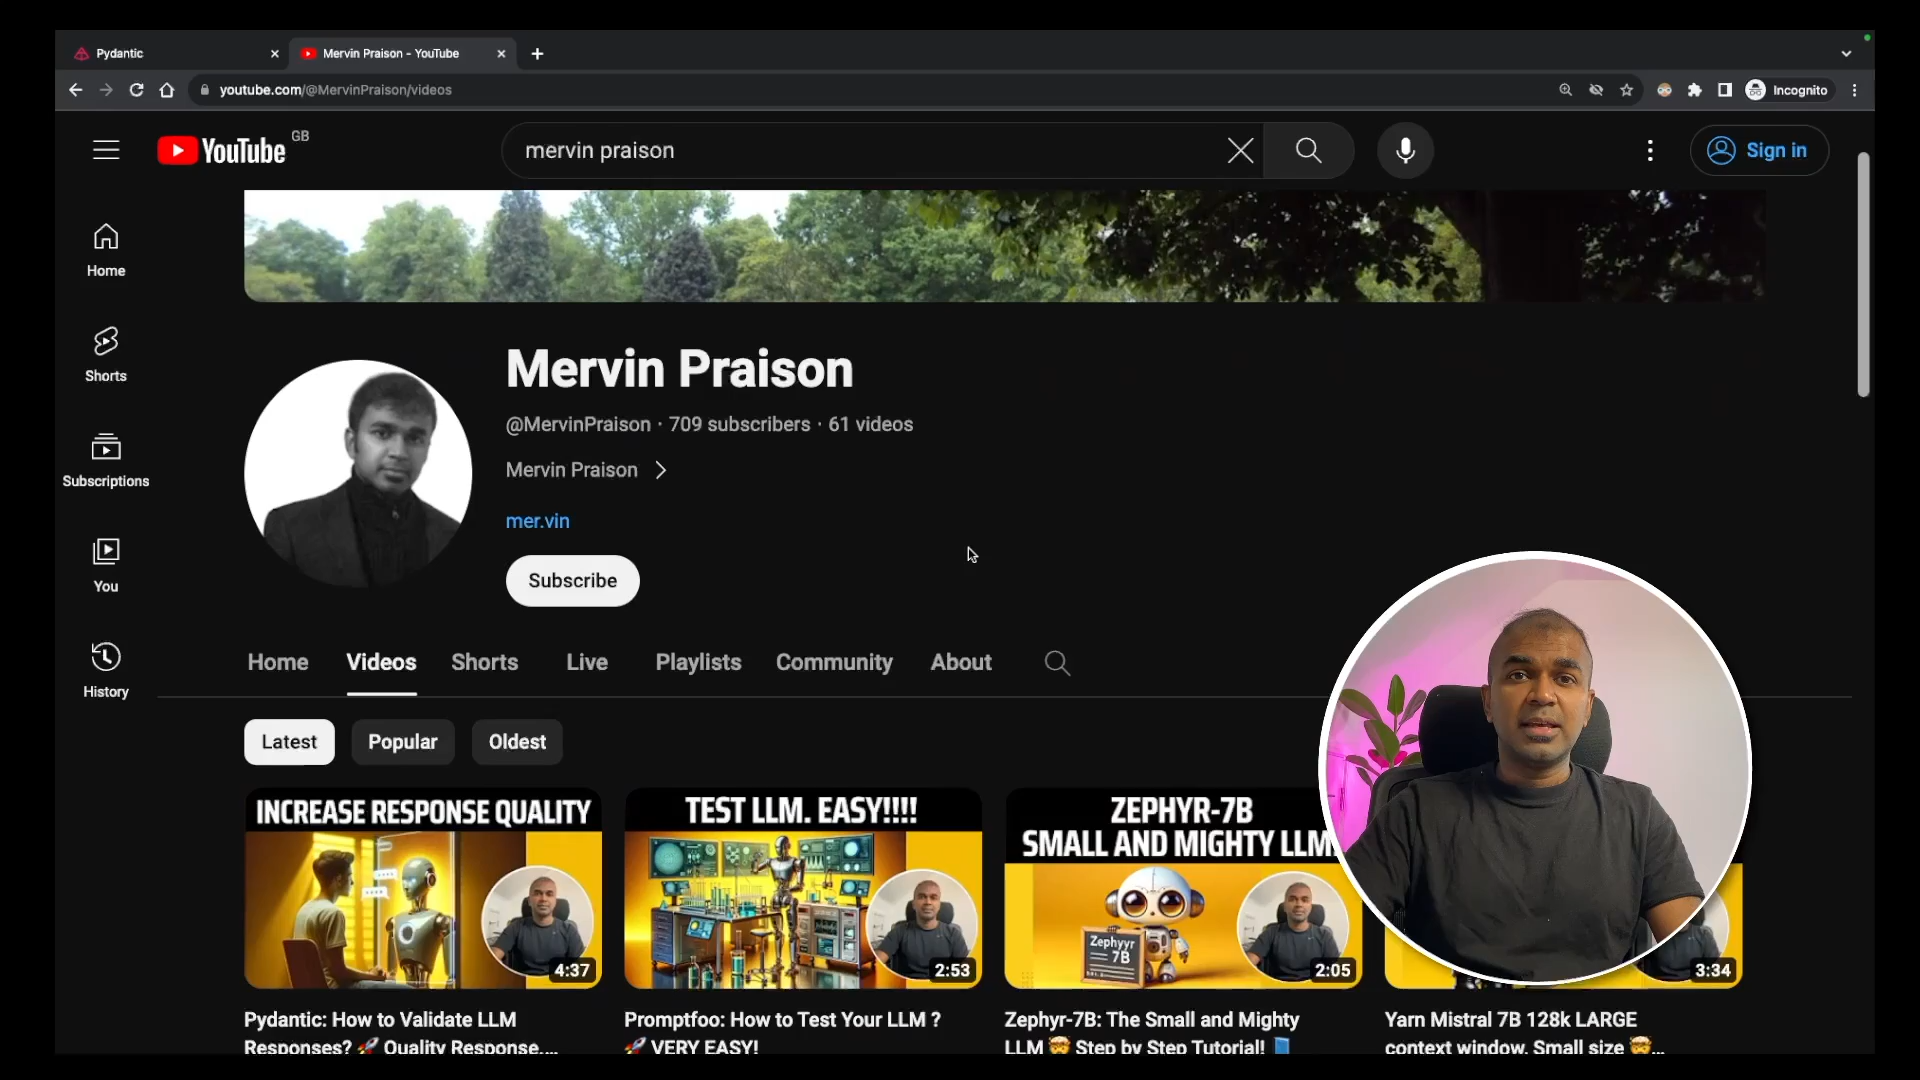 Pydantic
Mervin Praison - YouTube
youtube.com/@MervinPraison/videos
Incognito
YouTube GB
mervin praison
Sign in
Home
Shorts
Subscriptions
You
History
Mervin Praison
@MervinPraison · 709 subscribers · 61 videos
Mervin Praison
mer.vin
Subscribe
Home Videos Shorts Live Playlists Community About
Latest Popular Oldest
INCREASE RESPONSE QUALITY
4:37
Pydantic: How to Validate LLM
Responses? 🚀 Quality Response....
TEST LLM. EASY!!!!
2:53
Promptfoo: How to Test Your LLM ?
🚀 VERY EASY!
ZEPHYR-7B
SMALL AND MIGHTY LLM.
Zephyyr
7B
2:05
Zephyr-7B: The Small and Mighty
LLM 🤯 Step by Step Tutorial! 📘
3:34
Yarn Mistral 7B 128k LARGE
context window. Small size 🤯...